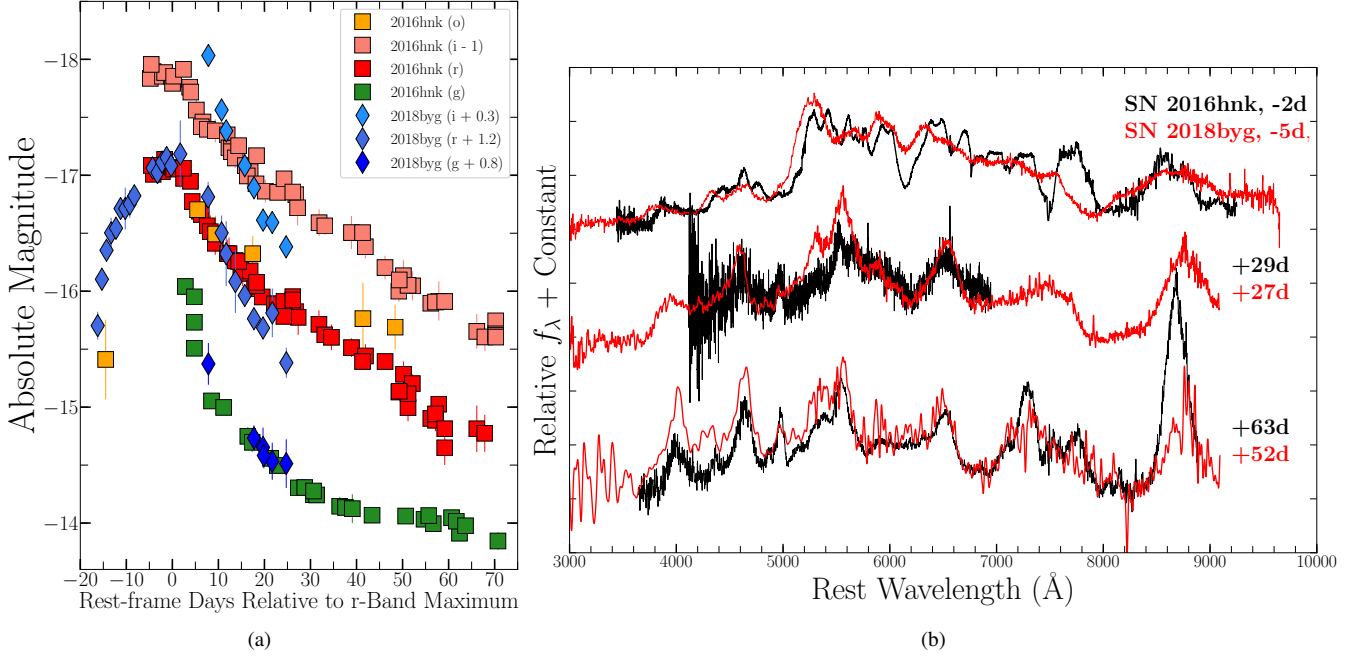 Absolute Magnitude
-18
-17
-16
-15
-14
2016hnk (o)
2016hnk (i - 1)
2016hnk (r)
2016hnk (g)
2018byg (i + 0.3)
2018byg (r + 1.2)
2018byg (g + 0.8)
-20 -10 0 10 20 30 40 50 60 70
Rest-frame Days Relative to r-Band Maximum
(a)
Relative fλ + Constant
SN 2016hnk, -2d
SN 2018byg, -5d,
+29d
+27d
+63d
+52d
3000 4000 5000 6000 7000 8000 9000 10000
Rest Wavelength (Å)
(b)